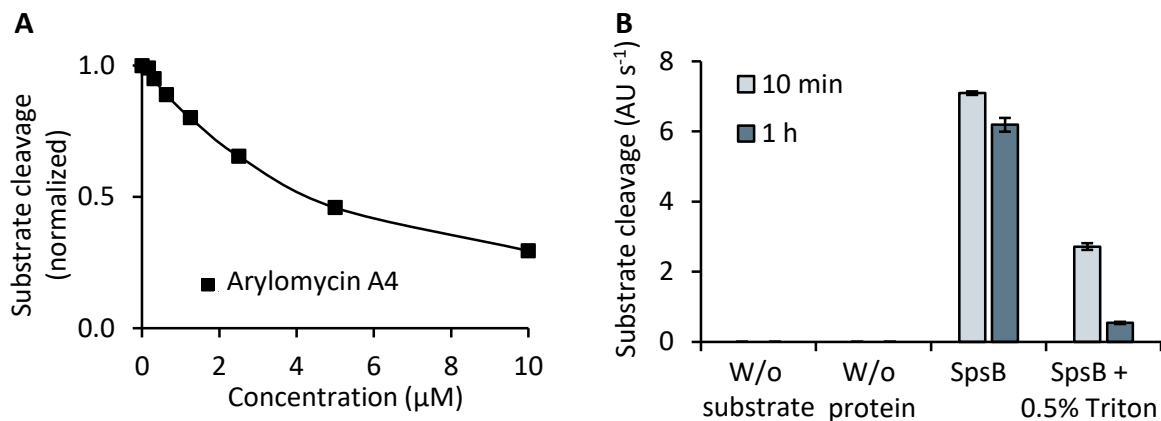 A
Substrate cleavage
(normalized)
1.0
0.5
0.0
Arylomycin A4
0
2
4
6
8
10
Concentration (µM)
B
Substrate cleavage (AU s⁻¹)
8
6
4
2
0
10 min
1 h
W/o
substrate
W/o
protein
SpsB
SpsB +
0.5% Triton